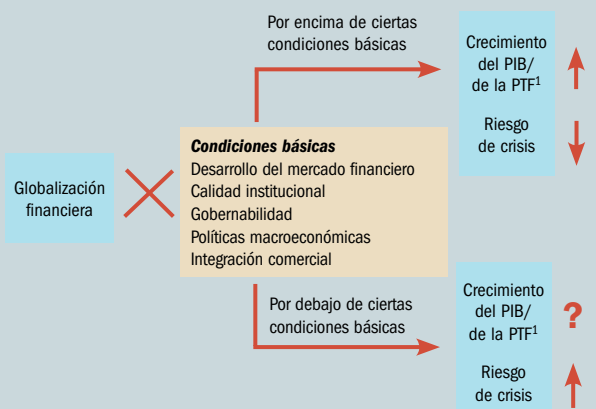 Por encima de ciertas
condiciones básicas
Crecimiento
del PIB/
de la PTF¹
Riesgo
de crisis
Globalización
financiera
Condiciones básicas
Desarrollo del mercado financiero
Calidad institucional
Gobernabilidad
Políticas macroeconómicas
Integración comercial
Por debajo de ciertas
condiciones básicas
Crecimiento
del PIB/
de la PTF¹
?
Riesgo
de crisis